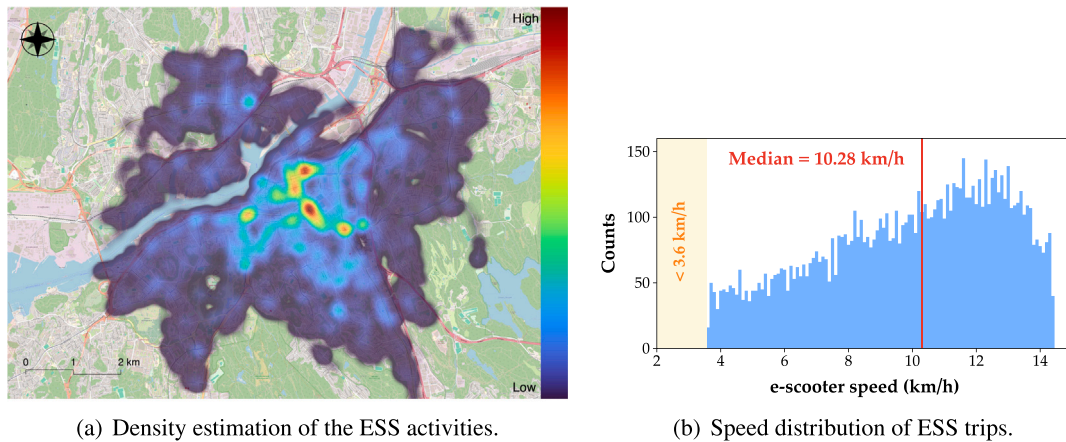 High
Low
0 1 2 km
(a) Density estimation of the ESS activities.
150
100
50
0
Counts
< 3.6 km/h
Median = 10.28 km/h
2 4 6 8 10 12 14
e-scooter speed (km/h)
(b) Speed distribution of ESS trips.